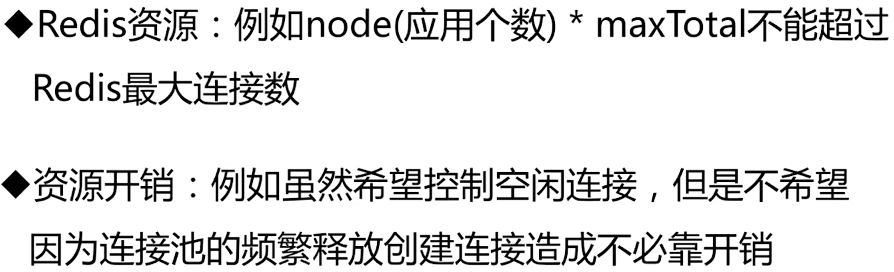 ◆Redis资源：例如node(应用个数) * maxTotal不能超过
Redis最大连接数
◆资源开销：例如虽然希望控制空闲连接，但是不希望
因为连接池的频繁释放创建连接造成不必靠开销